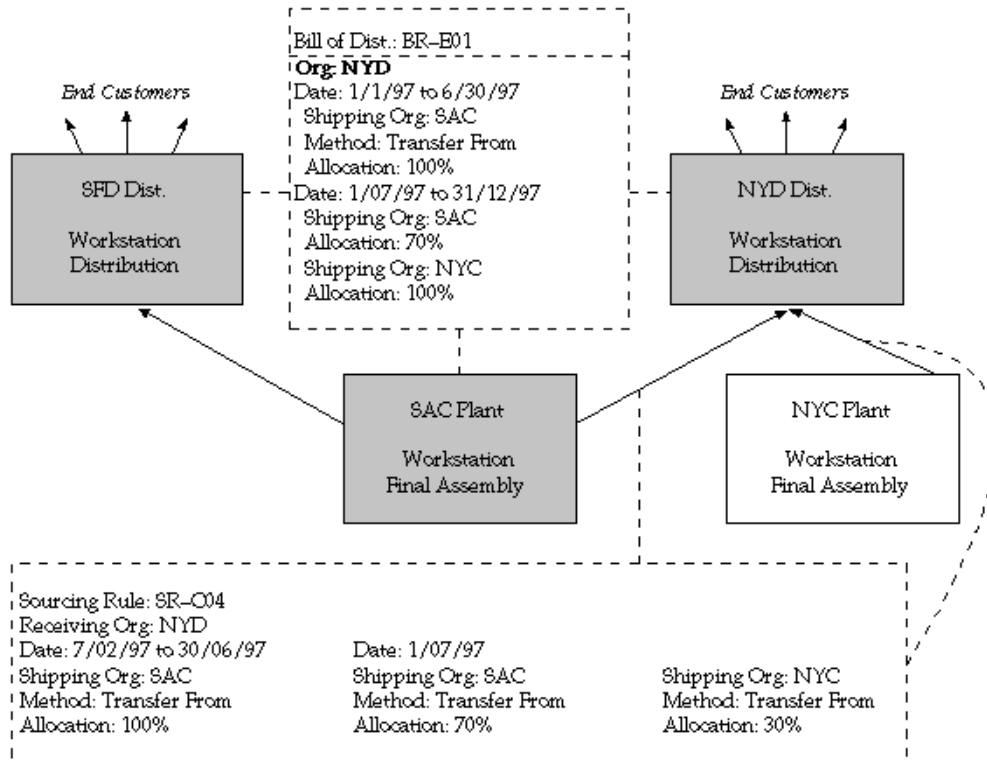 Bill of Dist.: BR–E01
Org: NYD
Date: 1/1/97 to 6/30/97
Shipping Org: SAC
Method: Transfer From
Allocation: 100%
Date: 1/07/97 to 31/12/97
Shipping Org: SAC
Allocation: 70%
Shipping Org: NYC
Allocation: 100%
End Customers
SFD Dist.
Workstation
Distribution
End Customers
NYD Dist.
Workstation
Distribution
SAC Plant
Workstation
Final Assembly
NYC Plant
Workstation
Final Assembly
Sourcing Rule: SR–C04
Receiving Org: NYD
Date: 7/02/97 to 30/06/97
Shipping Org: SAC
Method: Transfer From
Allocation: 100%
Date: 1/07/97
Shipping Org: SAC
Method: Transfer From
Allocation: 70%
Shipping Org: NYC
Method: Transfer From
Allocation: 30%